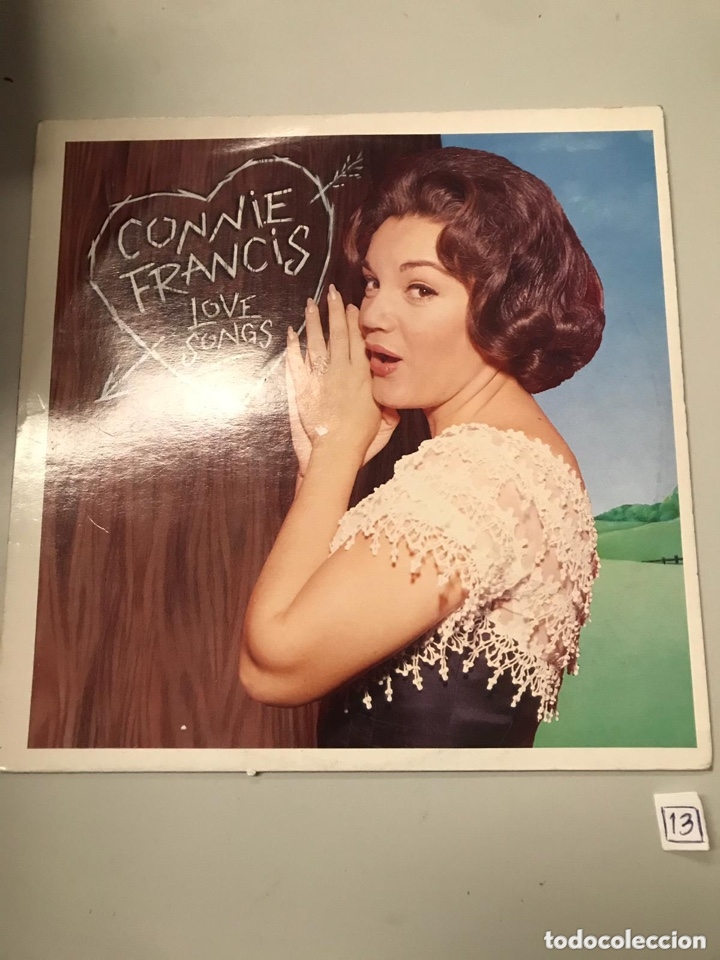 CONNIE
FRANCIS
LOVE
SONGS
13
todocoleccion